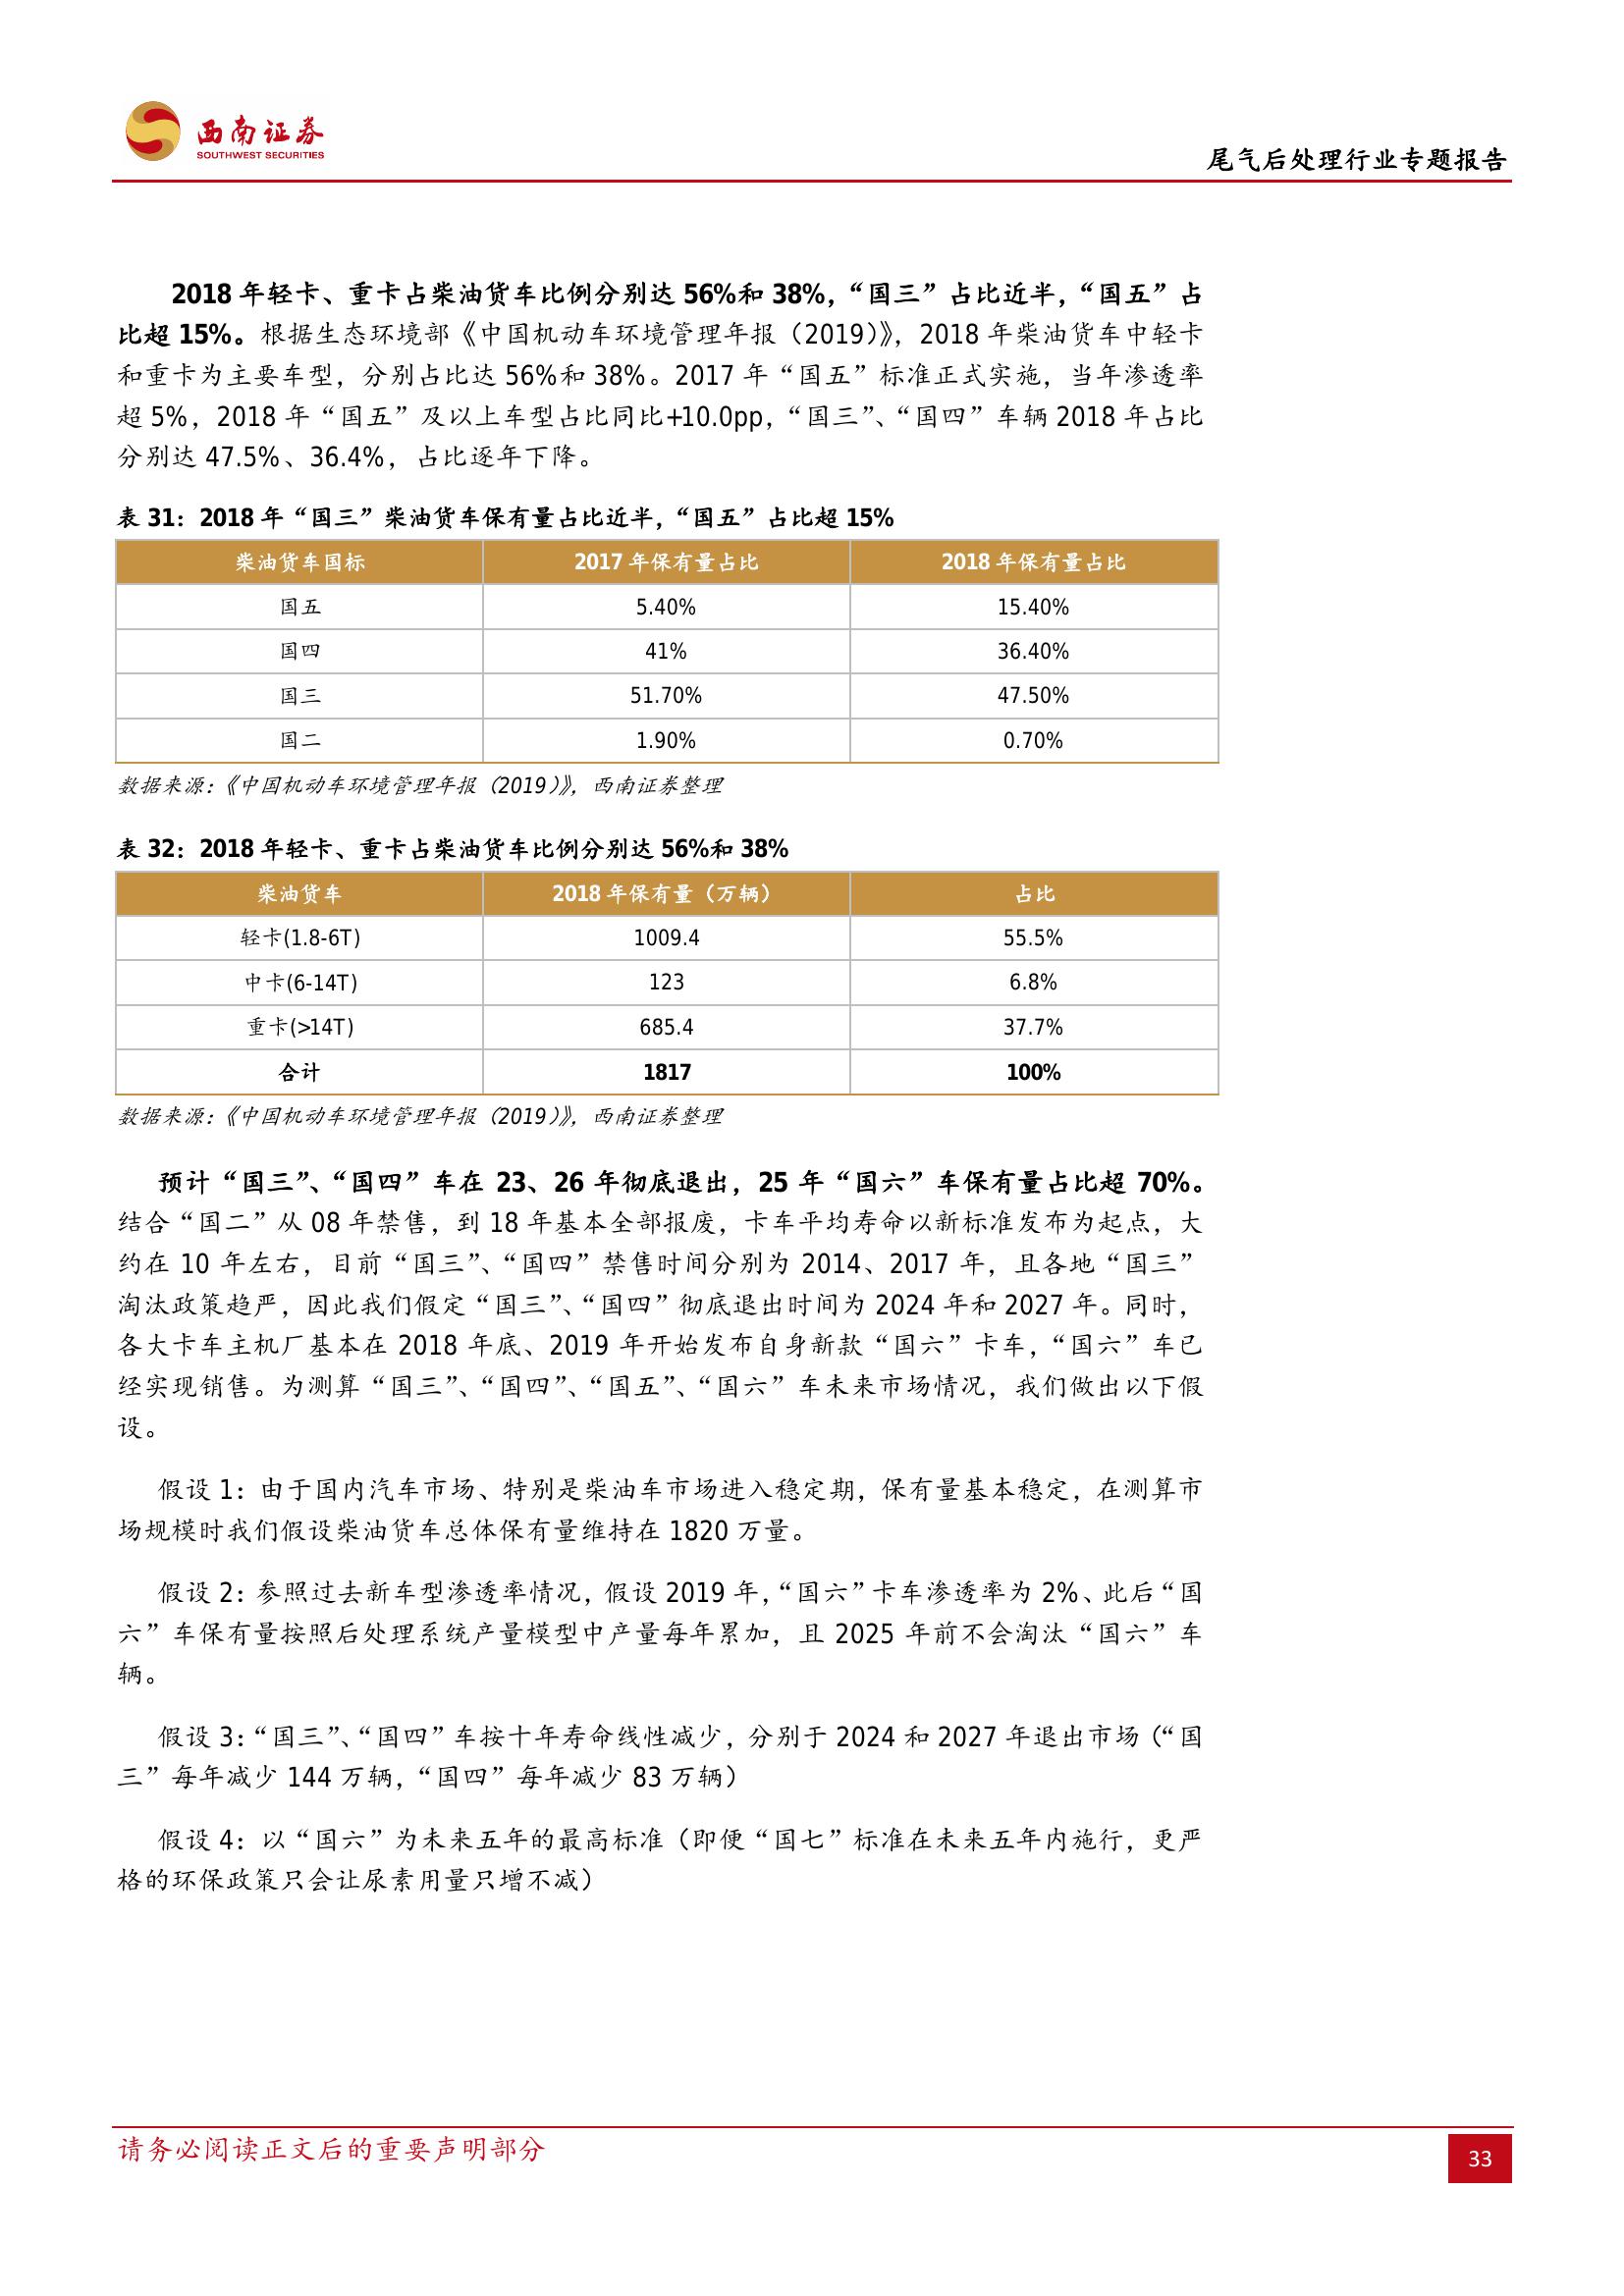 西南证券
SOUTHWEST SECURITIES
尾气后处理行业专题报告
2018 年轻卡、重卡占柴油货车比例分别达 56%和 38%，“国三”占比近半，“国五”占
比超 15%。根据生态环境部《中国机动车环境管理年报（2019）》，2018 年柴油货车中轻卡
和重卡为主要车型，分别占比达 56%和 38%。2017 年“国五”标准正式实施，当年渗透率
超 5%，2018 年“国五”及以上车型占比同比+10.0pp，“国三”、“国四”车辆 2018 年占比
分别达 47.5%、36.4%，占比逐年下降。
表 31：2018 年“国三”柴油货车保有量占比近半，“国五”占比超 15%
柴油货车国标 2017 年保有量占比 2018 年保有量占比
国五 5.40% 15.40%
国四 41% 36.40%
国三 51.70% 47.50%
国二 1.90% 0.70%
数据来源：《中国机动车环境管理年报（2019）》，西南证券整理
表 32：2018 年轻卡、重卡占柴油货车比例分别达 56%和 38%
柴油货车 2018 年保有量（万辆） 占比
轻卡(1.8-6T) 1009.4 55.5%
中卡(6-14T) 123 6.8%
重卡(>14T) 685.4 37.7%
合计 1817 100%
数据来源：《中国机动车环境管理年报（2019）》，西南证券整理
预计“国三”、“国四”车在 23、26 年彻底退出，25 年“国六”车保有量占比超 70%。
结合“国二”从 08 年禁售，到 18 年基本全部报废，卡车平均寿命以新标准发布为起点，大
约在 10 年左右，目前“国三”、“国四”禁售时间分别为 2014、2017 年，且各地“国三”
淘汰政策趋严，因此我们假定“国三”、“国四”彻底退出时间为 2024 年和 2027 年。同时，
各大卡车主机厂基本在 2018 年底、2019 年开始发布自身新款“国六”卡车，“国六”车已
经实现销售。为测算“国三”、“国四”、“国五”、“国六”车未来市场情况，我们做出以下假
设。
假设 1：由于国内汽车市场、特别是柴油车市场进入稳定期，保有量基本稳定，在测算市
场规模时我们假设柴油货车总体保有量维持在 1820 万量。
假设 2：参照过去新车型渗透率情况，假设 2019 年，“国六”卡车渗透率为 2%、此后“国
六”车保有量按照后处理系统产量模型中产量每年累加，且 2025 年前不会淘汰“国六”车
辆。
假设 3：“国三”、“国四”车按十年寿命线性减少，分别于 2024 和 2027 年退出市场（“国
三”每年减少 144 万辆，“国四”每年减少 83 万辆）
假设 4：以“国六”为未来五年的最高标准（即便“国七”标准在未来五年内施行，更严
格的环保政策只会让尿素用量只增不减）
请务必阅读正文后的重要声明部分
33